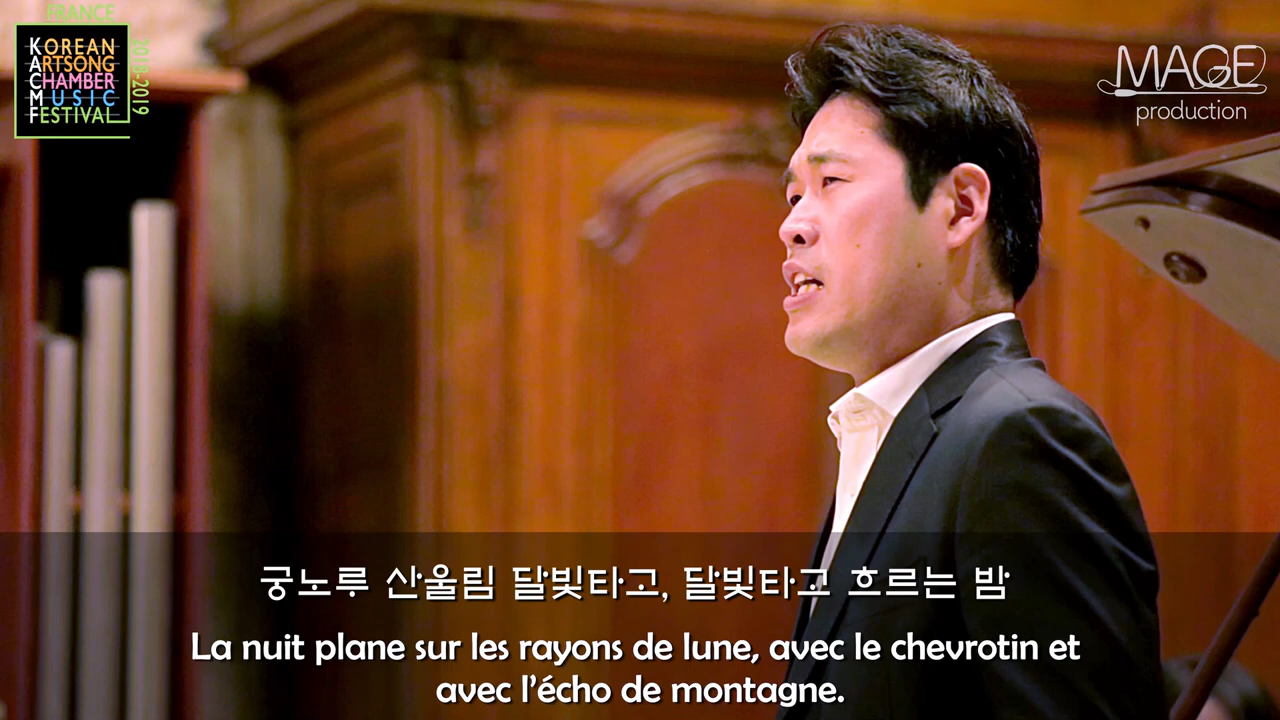 FRANCE
KOREAN
ARTSONG
CHAMBER
MUSIC
FESTIVAL
2018-2019
MAGE
production
궁노루 산울림 달빛타고, 달빛타고 흐르는 밤
La nuit plane sur les rayons de lune, avec le chevrotin et
avec l’écho de montagne.